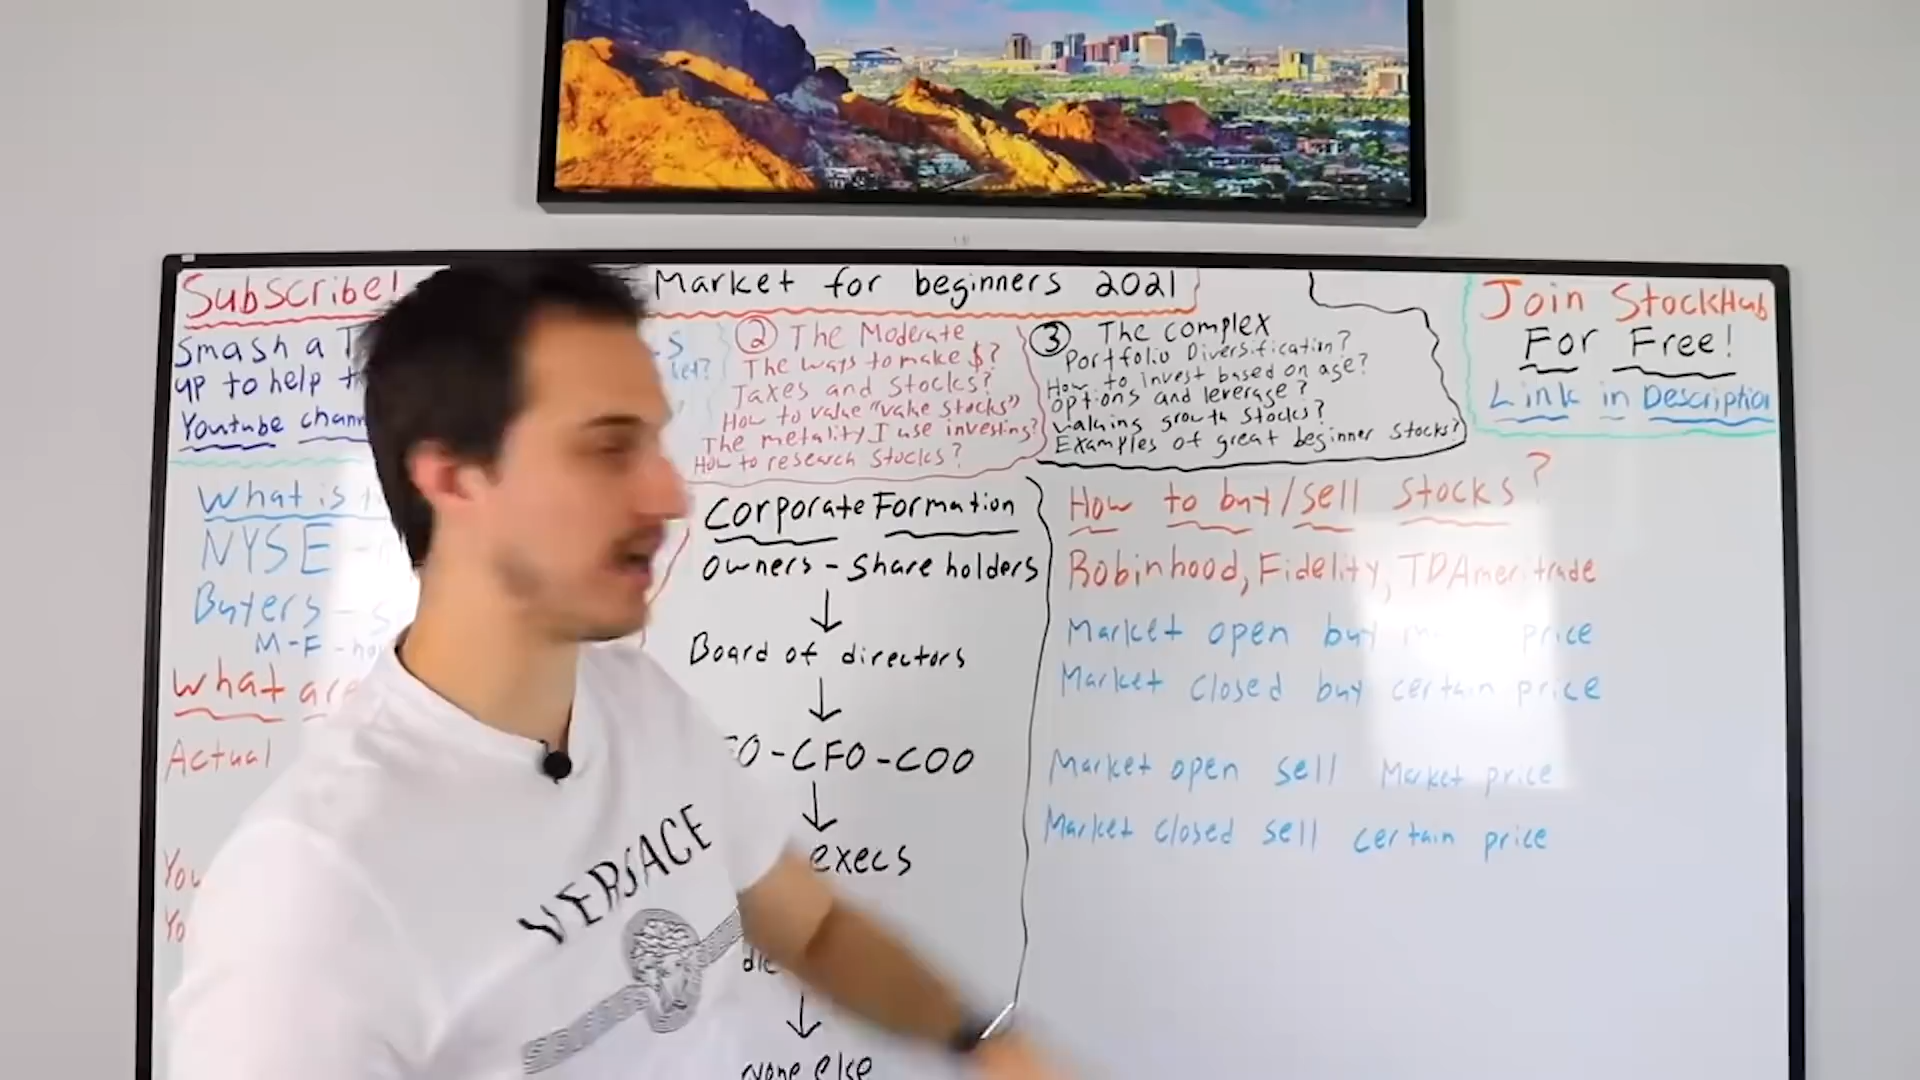 Subscribe!
Market for beginners 2021
Smash a
up to help
Youtube
② The Moderate
The ways to make $?
Taxes and Stocks?
How to value "value stocks"
The metality I use investing?
How to research stocks?
③ The complex
Portfolio Diversification?
How to invest based on age?
options and leverage?
valuing growth stocks?
Examples of great beginner stocks?
Join StockHub
For Free!
Link in Description
What is
NYSE -
Buyers -
M-F -
What are
Actual
Corporate Formation
Owners - Share holders
Board of directors
CFO - COO
execs
none else
How to buy/sell stocks?
Robinhood, Fidelity, TDAmeritrade
Market open buy price
Market closed buy certain price
Market open sell Market price
Market closed sell certain price
VERSACE